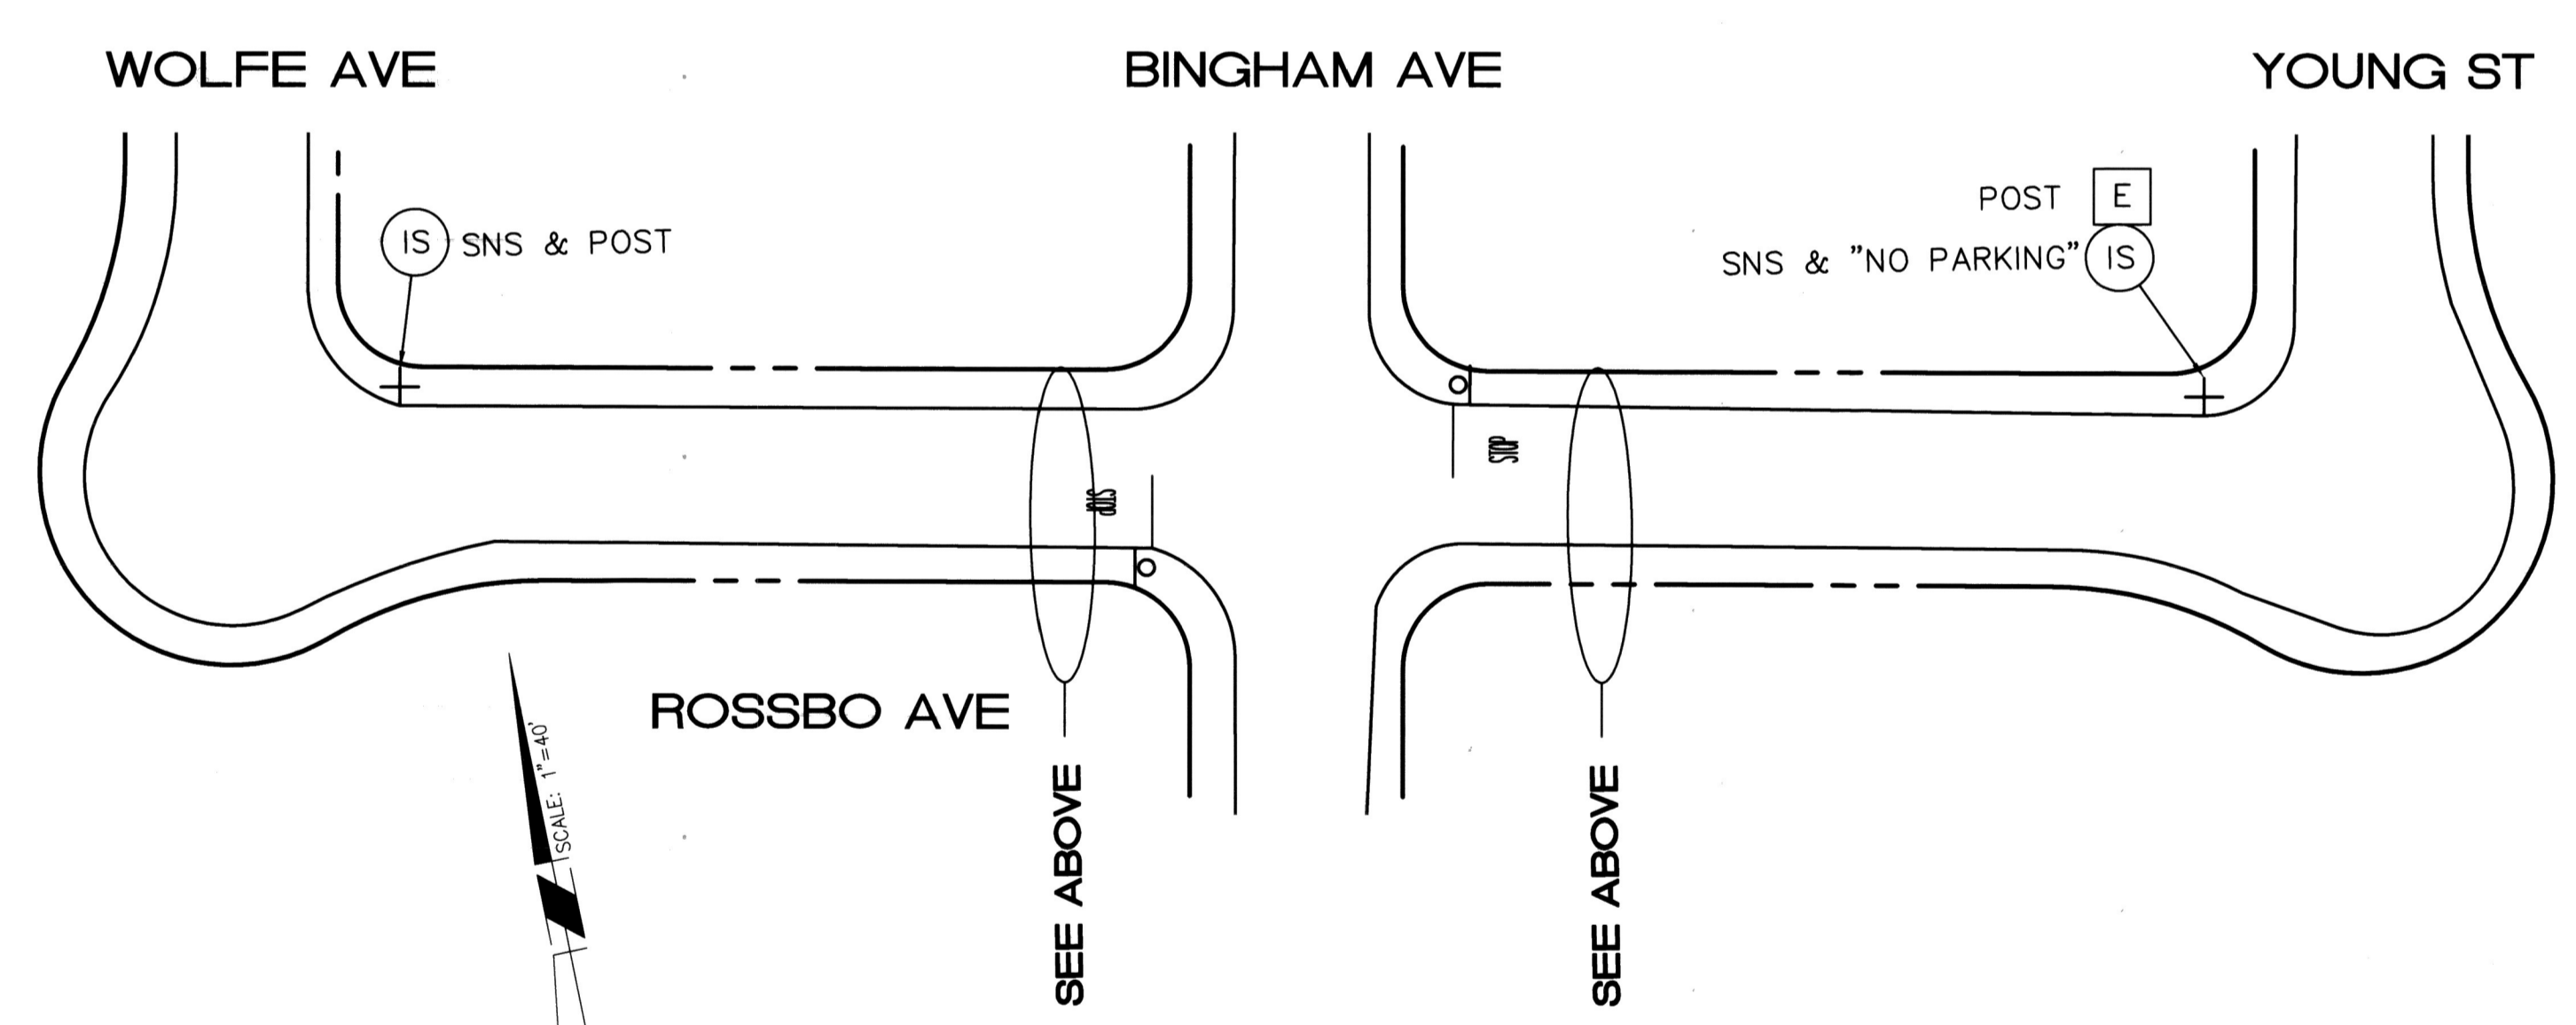 WOLFE AVE
BINGHAM AVE
YOUNG ST
IS SNS & POST
POST E
SNS & "NO PARKING" IS
STOP
STOP
ROSSBO AVE
SCALE: 1"=40'
SEE ABOVE
SEE ABOVE